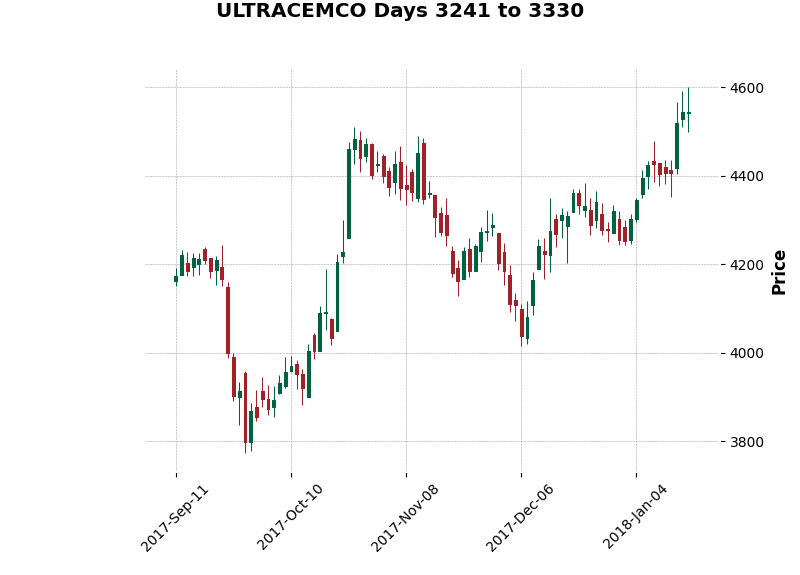 ULTRACEMCO Days 3241 to 3330
4600
4400
4200
4000
3800
Price
2017-Sep-11
2017-Oct-10
2017-Nov-08
2017-Dec-06
2018-Jan-04